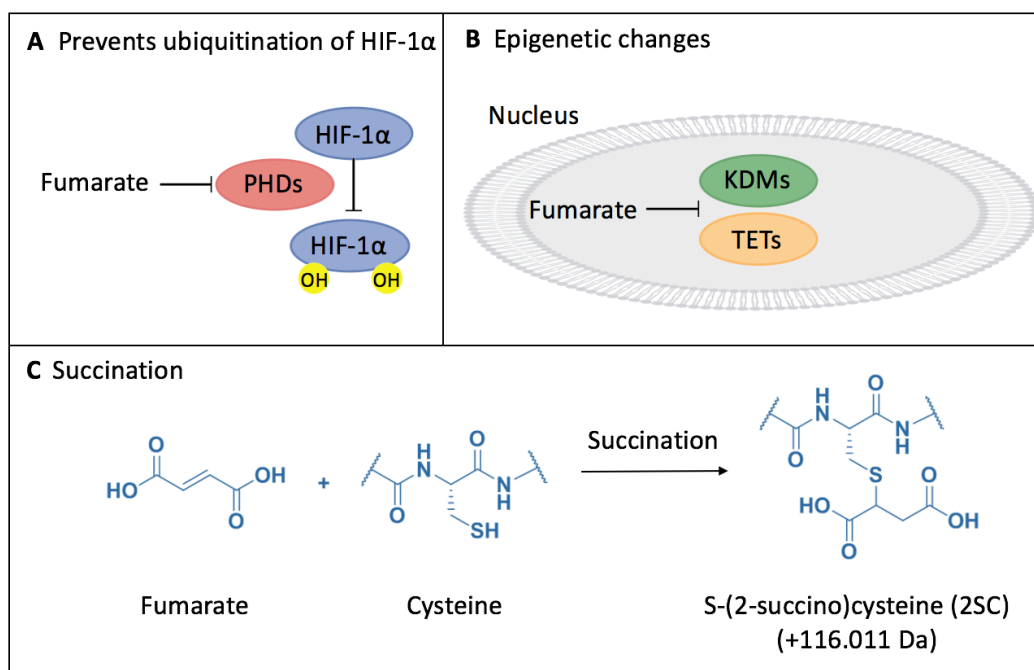 A Prevents ubiquitination of HIF-1α
HIF-1α
Fumarate
PHDs
HIF-1α
OH
OH
B Epigenetic changes
Nucleus
KDMs
Fumarate
TETs
C Succination
O
OH
HO
O
+
H
N
O
O
N
H
SH
Succination
H
N
O
O
N
H
S
HO
O
O
OH
Fumarate
Cysteine
S-(2-succino)cysteine (2SC)
(+116.011 Da)